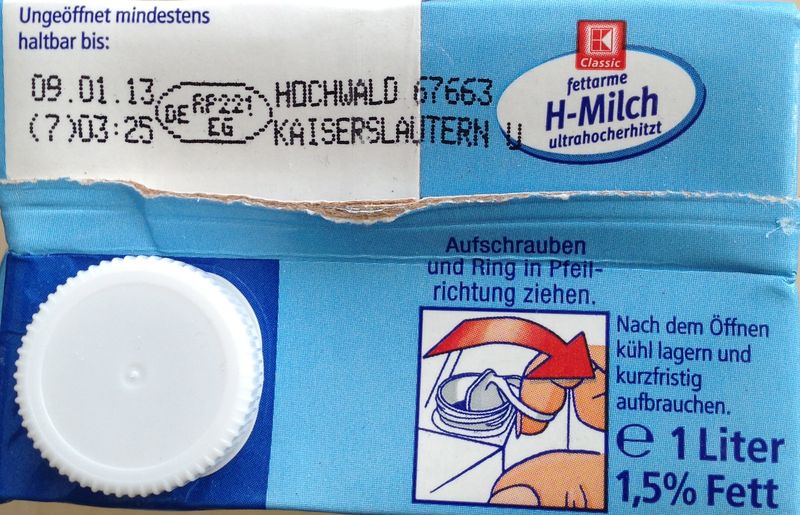 Ungeöffnet mindestens
haltbar bis:
09.01.13
(7)03:25
DE RP221
EG
HOCHWALD 67663
KAISERSLAUTERN U
K
Classic
fettarme
H-Milch
ultrahocherhitzt
Aufschrauben
und Ring in Pfeil-
richtung ziehen.
Nach dem Öffnen
kühl lagern und
kurzfristig
aufbrauchen.
℮ 1 Liter
1,5% Fett